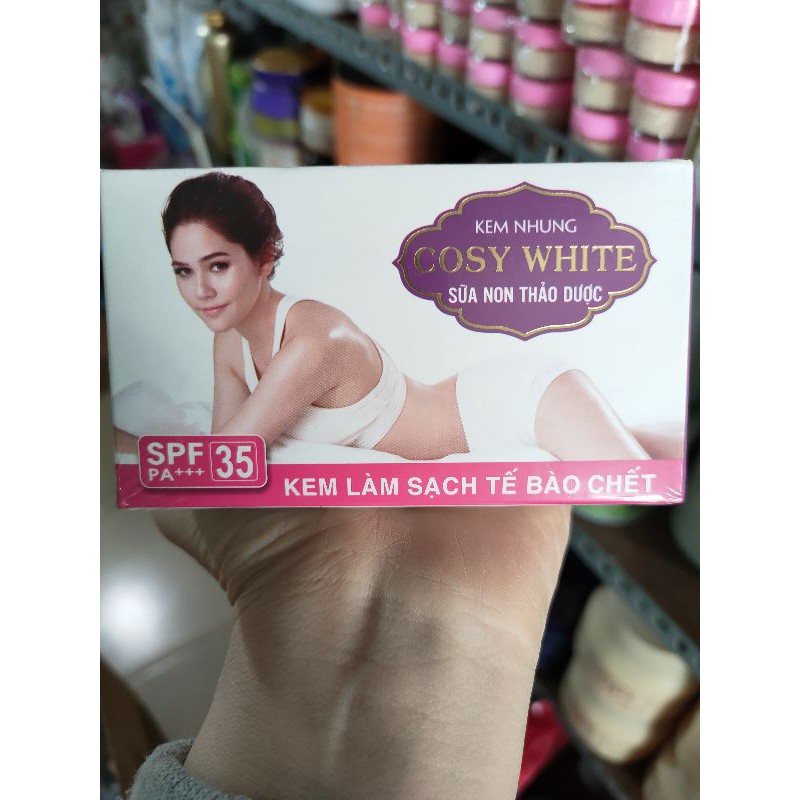 KEM NHUNG
COSY WHITE
SỮA NON THẢO DƯỢC
SPF 35
PA+++
KEM LÀM SẠCH TẾ BÀO CHẾT